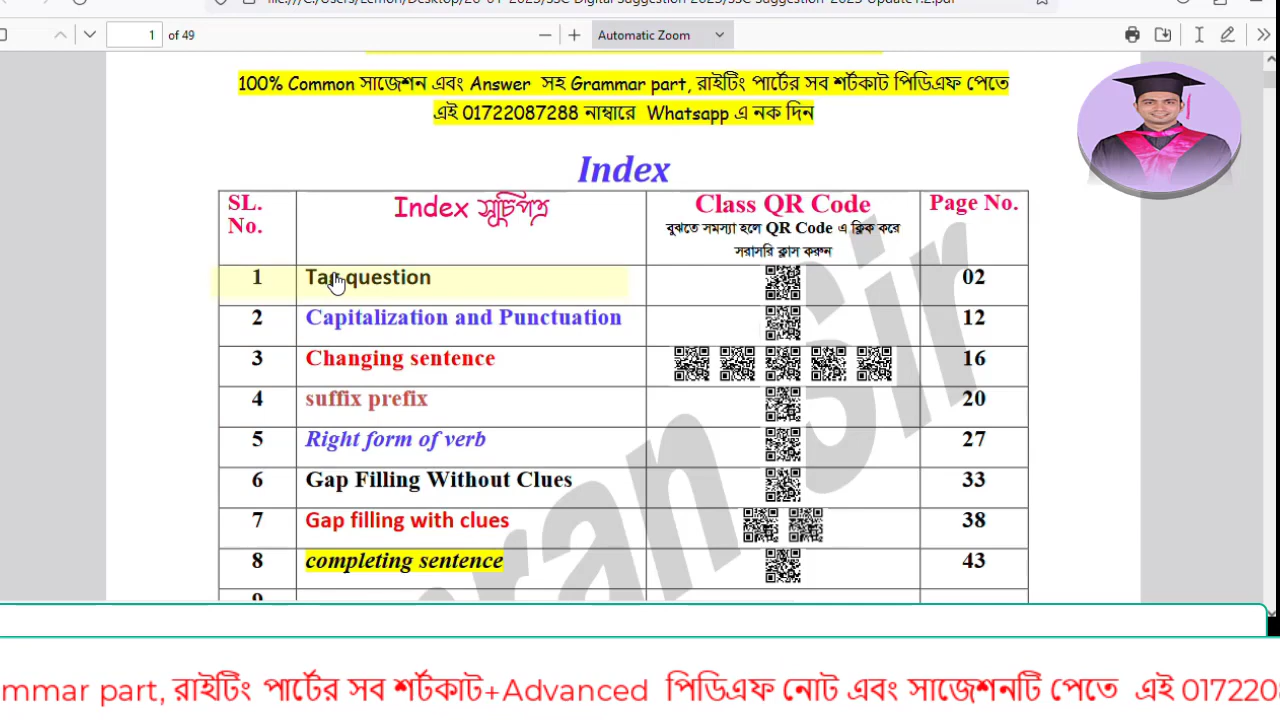 1 of 49 Automatic Zoom
100% Common সাজেশন এবং Answer সহ Grammar part, রাইটিং পার্টের সব শর্টকাট পিডিএফ পেতে
এই 01722087288 নাম্বারে Whatsapp এ নক দিন
Index
SL. No. Index সূচিপত্র Class QR Code Page No.
বুঝতে সমস্যা হলে QR Code এ ক্লিক করে
সরাসরি ক্লাস করুন
1 Tag question 02
2 Capitalization and Punctuation 12
3 Changing sentence 16
4 suffix prefix 20
5 Right form of verb 27
6 Gap Filling Without Clues 33
7 Gap filling with clues 38
8 completing sentence 43
mmar part, রাইটিং পার্টের সব শর্টকাট+Advanced পিডিএফ নোট এবং সাজেশনটি পেতে এই 017220